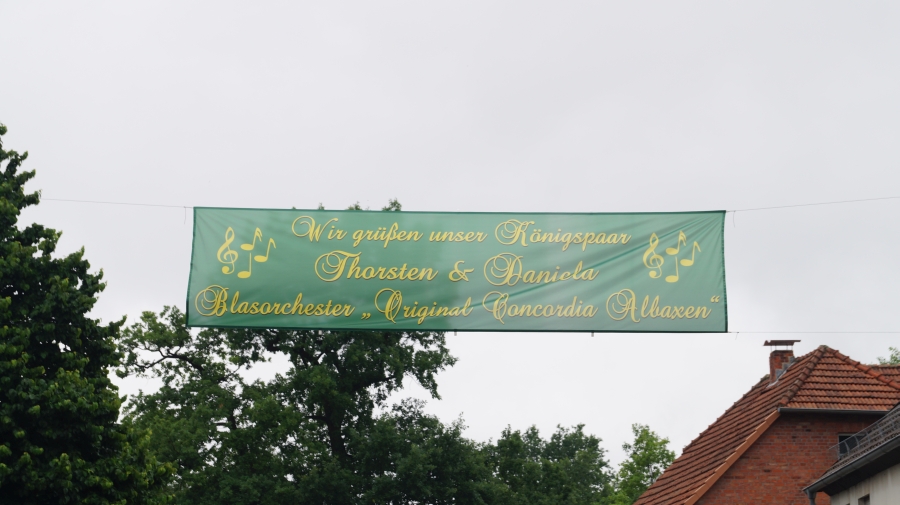 Wir grüßen unser Königspaar
Thorsten & Daniela
Blasorchester „Original Concordia Albaxen“